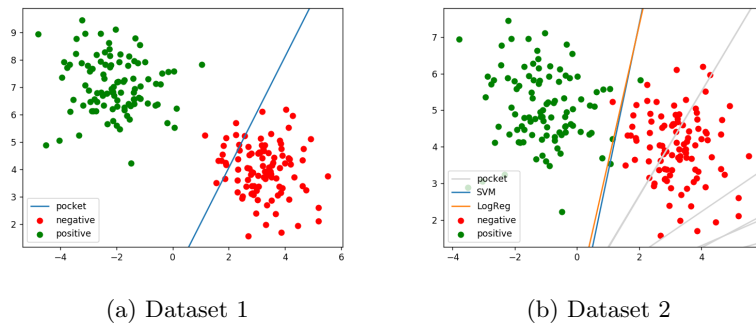 9
8
7
6
5
4
3
2
−4 −2 0 2 4 6
pocket
negative
positive
(a) Dataset 1
7
6
5
4
3
2
−4 −2 0 2 4
pocket
SVM
LogReg
negative
positive
(b) Dataset 2